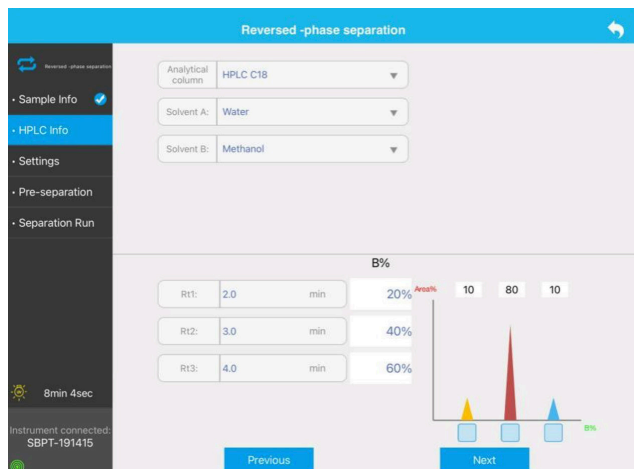 Reversed -phase separation
Reversed -phase separation
• Sample Info
• HPLC Info
• Settings
• Pre-separation
• Separation Run
8min 4sec
Instrument connected:
SBPT-191415
Analytical
column
HPLC C18
Solvent A: Water
Solvent B: Methanol
B%
Rt1: 2.0 min 20%
Rt2: 3.0 min 40%
Rt3: 4.0 min 60%
Area% 10 80 10
B%
Previous Next